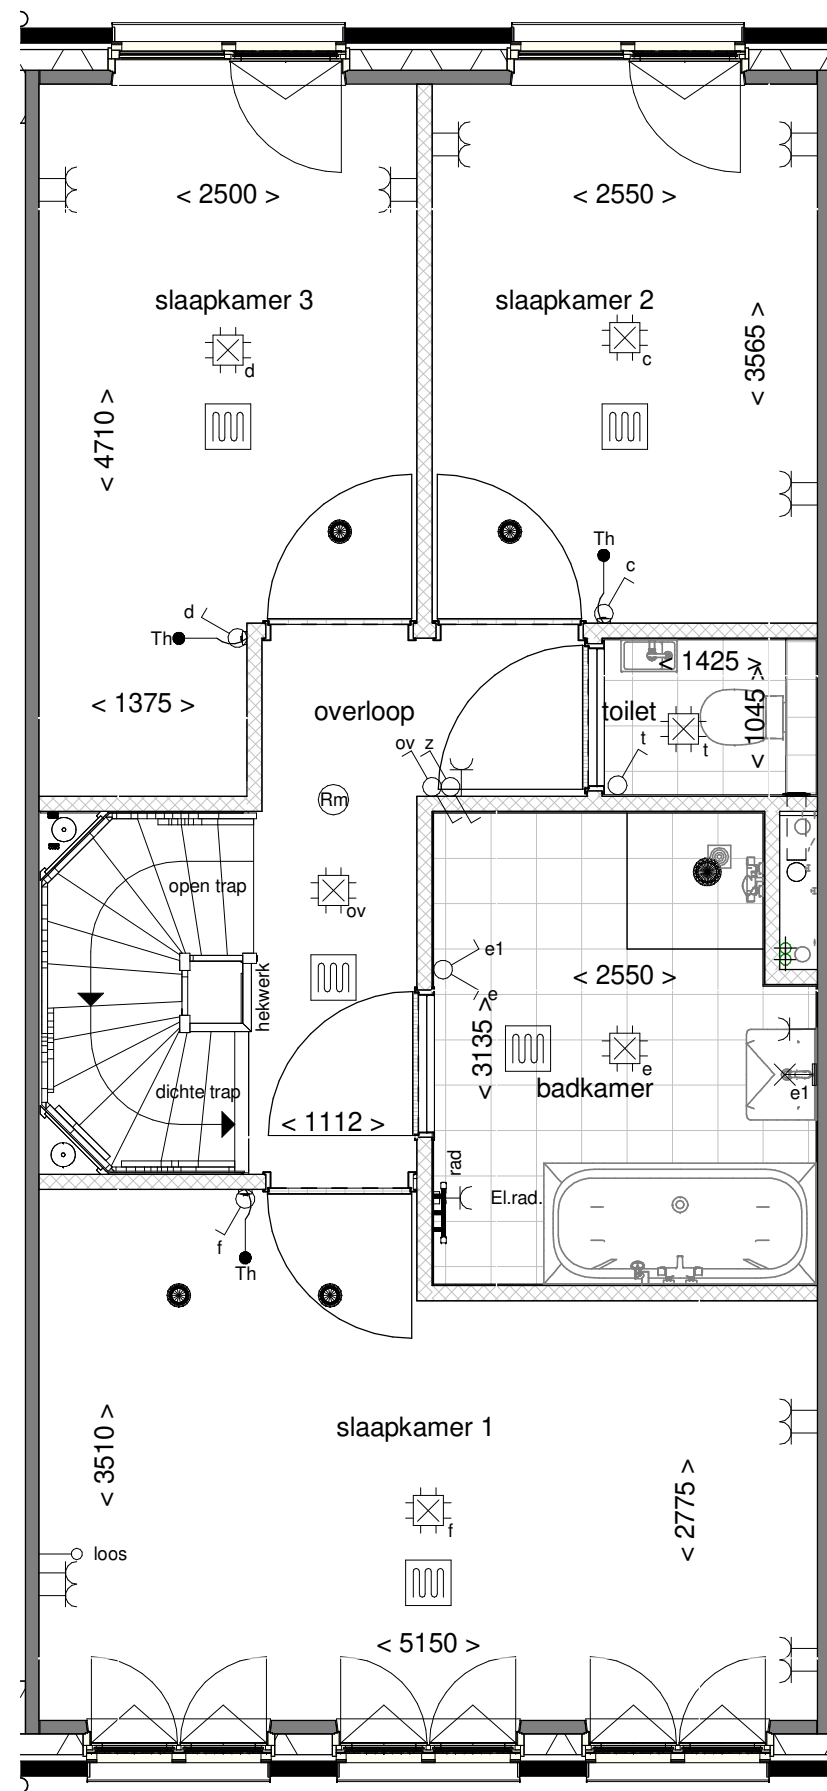 < 2500 >
< 2550 >
slaapkamer 3
slaapkamer 2
d
c
< 3565 >
< 4710 >
Th
c
d
Th
< 1425 >
< 1375 >
overloop
toilet
< 1045 >
t
t
ov z
Rm
open trap
ov
e1
hekwerk
e
< 2550 >
< 3135 >
e
badkamer
e1
dichte trap
< 1112 >
rad
El.rad.
f
Th
slaapkamer 1
< 3510 >
< 2775 >
f
loos
< 5150 >